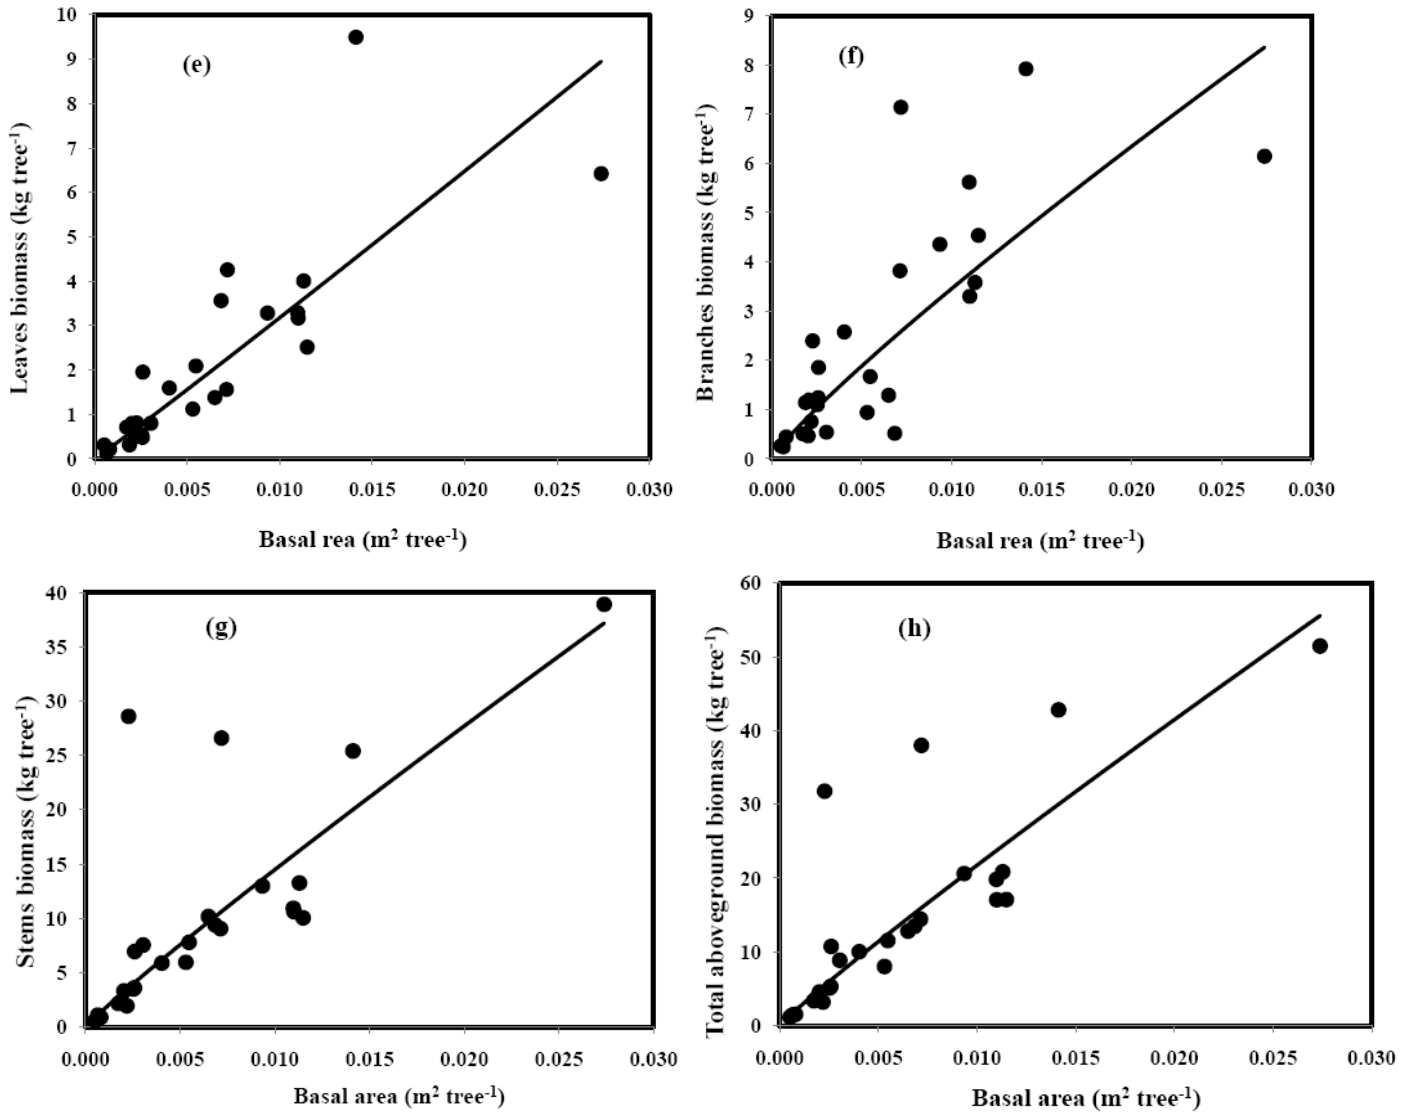 (e)
Leaves biomass (kg tree⁻¹)
10
9
8
7
6
5
4
3
2
1
0
0.000 0.005 0.010 0.015 0.020 0.025 0.030
Basal rea (m² tree⁻¹)
(f)
Branches biomass (kg tree⁻¹)
9
8
7
6
5
4
3
2
1
0
0.000 0.005 0.010 0.015 0.020 0.025 0.030
Basal rea (m² tree⁻¹)
(g)
Stems biomass (kg tree⁻¹)
40
35
30
25
20
15
10
5
0
0.000 0.005 0.010 0.015 0.020 0.025 0.030
Basal area (m² tree⁻¹)
(h)
Total aboveground biomass (kg tree⁻¹)
60
50
40
30
20
10
0
0.000 0.005 0.010 0.015 0.020 0.025 0.030
Basal area (m² tree⁻¹)